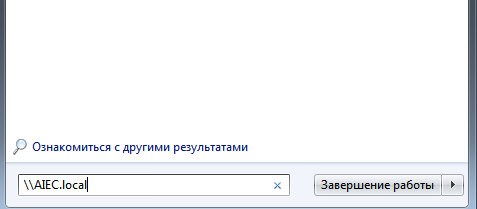 Ознакомиться с другими результатами
\\AIEC.local
Завершение работы